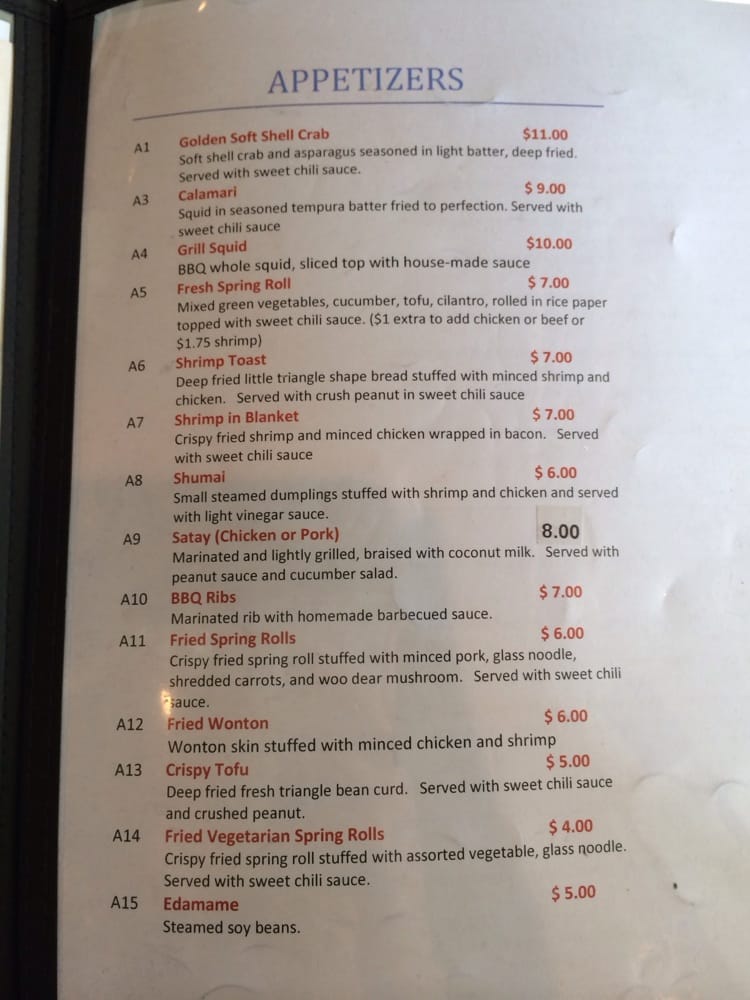 APPETIZERS
A1 Golden Soft Shell Crab $11.00
Soft shell crab and asparagus seasoned in light batter, deep fried.
Served with sweet chili sauce.
A3 Calamari $ 9.00
Squid in seasoned tempura batter fried to perfection. Served with
sweet chili sauce
A4 Grill Squid $10.00
BBQ whole squid, sliced top with house-made sauce
A5 Fresh Spring Roll $ 7.00
Mixed green vegetables, cucumber, tofu, cilantro, rolled in rice paper
topped with sweet chili sauce. ($1 extra to add chicken or beef or
$1.75 shrimp)
A6 Shrimp Toast $ 7.00
Deep fried little triangle shape bread stuffed with minced shrimp and
chicken. Served with crush peanut in sweet chili sauce
A7 Shrimp in Blanket $ 7.00
Crispy fried shrimp and minced chicken wrapped in bacon. Served
with sweet chili sauce
A8 Shumai $ 6.00
Small steamed dumplings stuffed with shrimp and chicken and served
with light vinegar sauce.
A9 Satay (Chicken or Pork) 8.00
Marinated and lightly grilled, braised with coconut milk. Served with
peanut sauce and cucumber salad.
A10 BBQ Ribs $ 7.00
Marinated rib with homemade barbecued sauce.
A11 Fried Spring Rolls $ 6.00
Crispy fried spring roll stuffed with minced pork, glass noodle,
shredded carrots, and woo dear mushroom. Served with sweet chili
sauce.
A12 Fried Wonton $ 6.00
Wonton skin stuffed with minced chicken and shrimp
A13 Crispy Tofu $ 5.00
Deep fried fresh triangle bean curd. Served with sweet chili sauce
and crushed peanut.
A14 Fried Vegetarian Spring Rolls $ 4.00
Crispy fried spring roll stuffed with assorted vegetable, glass noodle.
Served with sweet chili sauce.
A15 Edamame $ 5.00
Steamed soy beans.